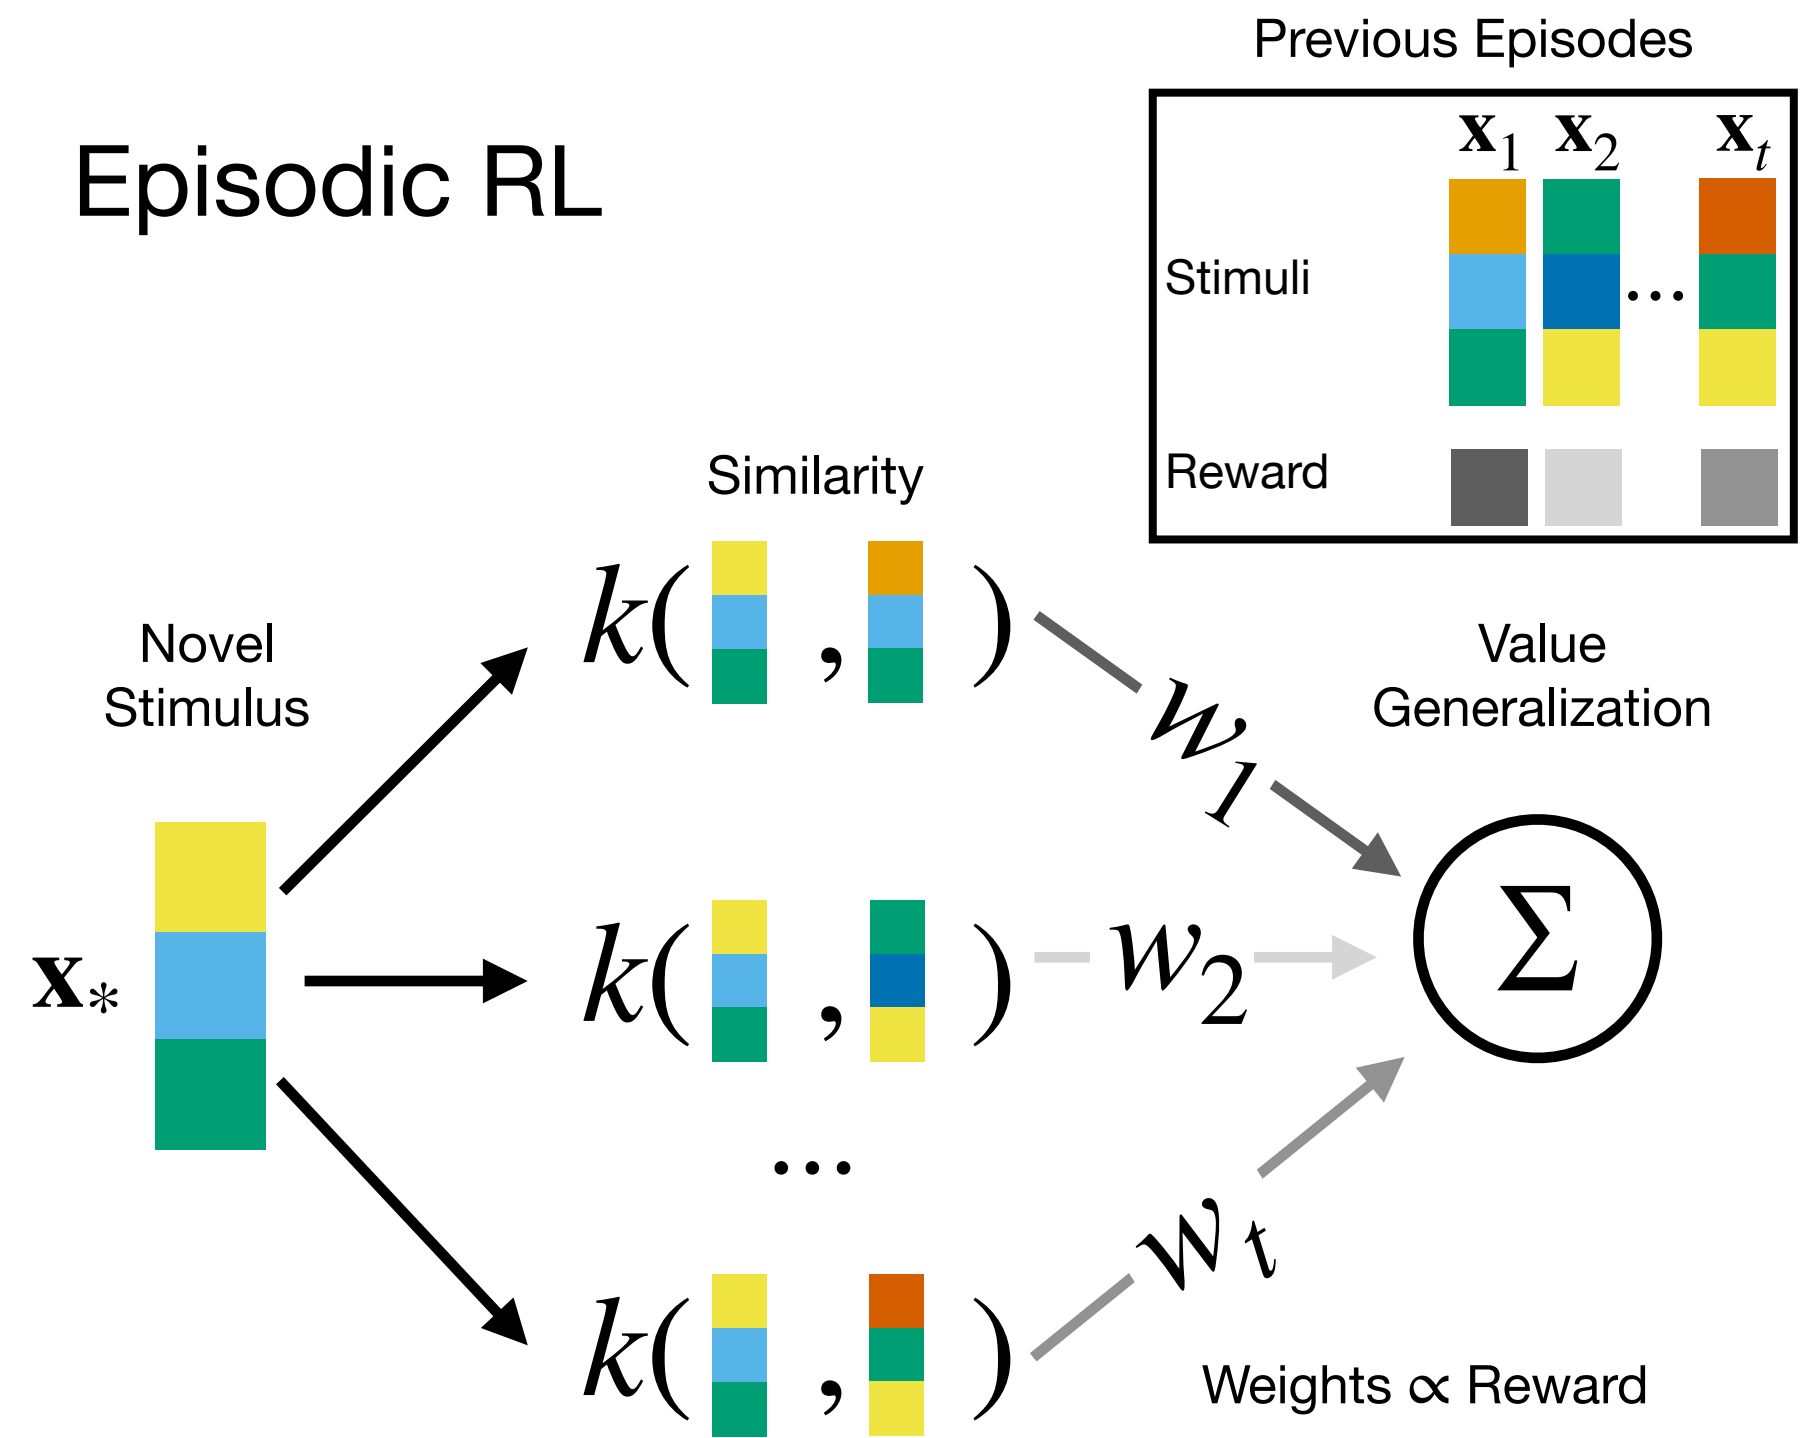 Previous Episodes
Episodic RL
x₁ x₂ xₜ
Stimuli ...
Reward
Similarity
k( , )
w₁
Novel
Stimulus
Value
Generalization
x* k( , ) w₂ Σ
...
k( , ) wₜ
Weights ∝ Reward